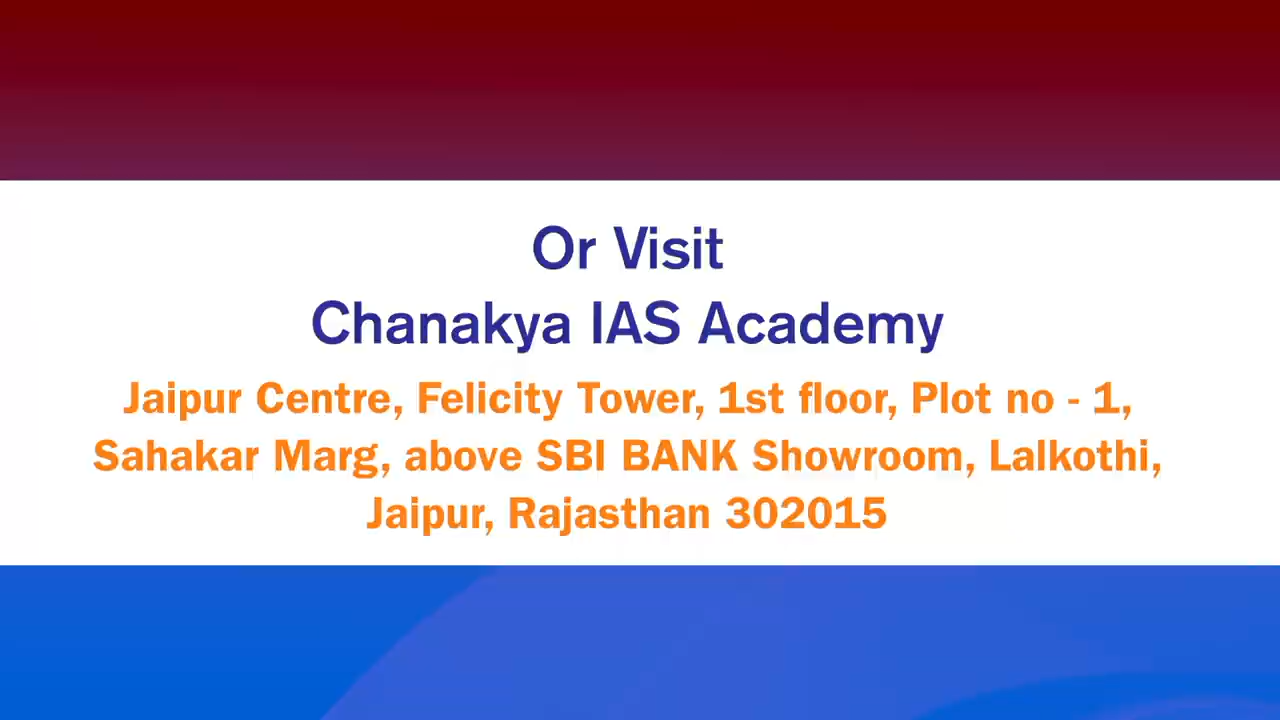 Or Visit
Chanakya IAS Academy
Jaipur Centre, Felicity Tower, 1st floor, Plot no - 1,
Sahakar Marg, above SBI BANK Showroom, Lalkothi,
Jaipur, Rajasthan 302015